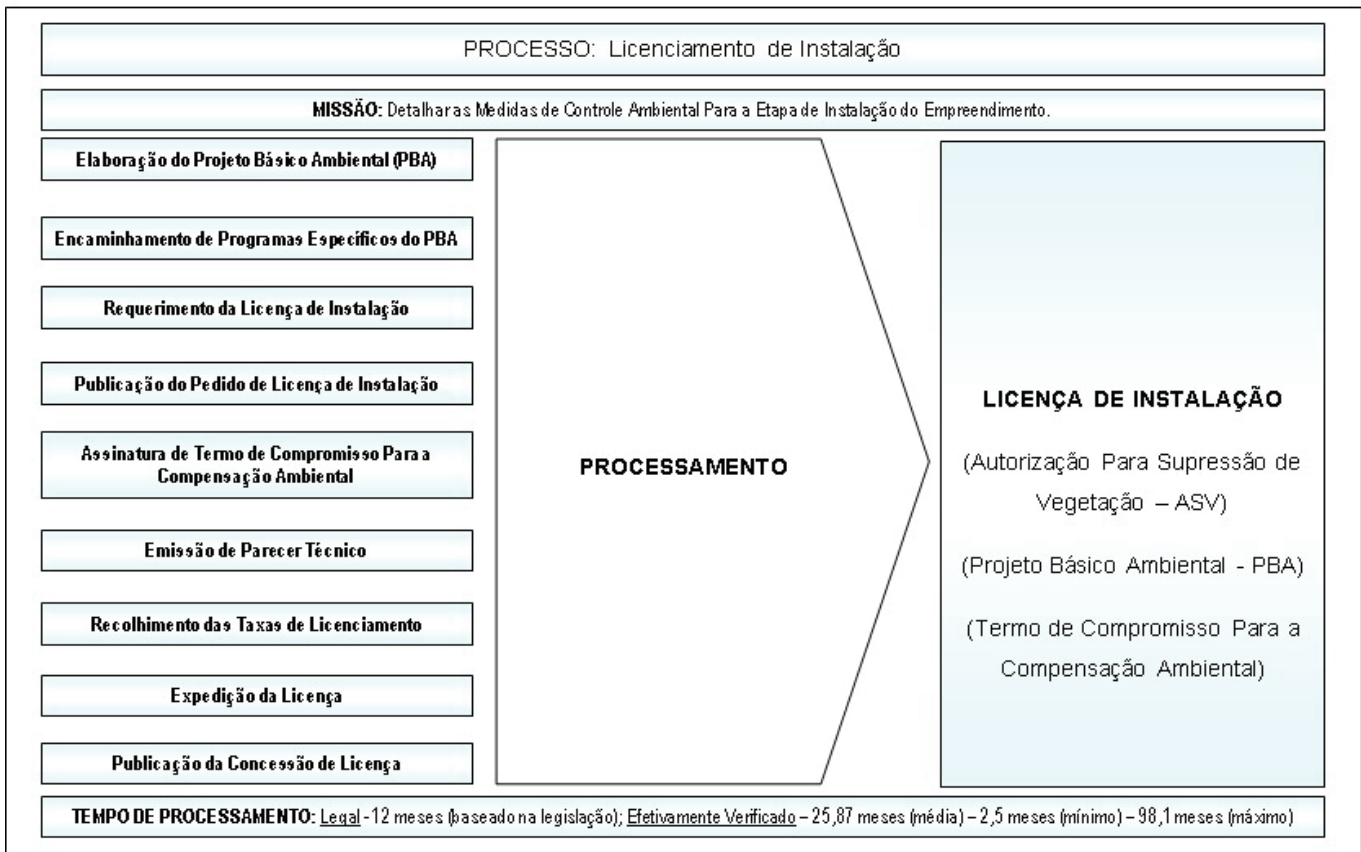 PROCESSO: Licenciamento de Instalação
MISSÃO: Detalhar as Medidas de Controle Ambiental Para a Etapa de Instalação do Empreendimento.
Elaboração do Projeto Básico Ambiental (PBA)
Encaminhamento de Programas Específicos do PBA
Requerimento da Licença de Instalação
Publicação do Pedido de Licença de Instalação
Assinatura de Termo de Compromisso Para a
Compensação Ambiental
Emissão de Parecer Técnico
Recolhimento das Taxas de Licenciamento
Expedição da Licença
Publicação da Concessão de Licença
PROCESSAMENTO
LICENÇA DE INSTALAÇÃO
(Autorização Para Supressão de
Vegetação – ASV)
(Projeto Básico Ambiental - PBA)
(Termo de Compromisso Para a
Compensação Ambiental)
TEMPO DE PROCESSAMENTO: Legal - 12 meses (baseado na legislação); Efetivamente Verificado – 25,87 meses (média) – 2,5 meses (mínimo) – 98,1 meses (máximo)